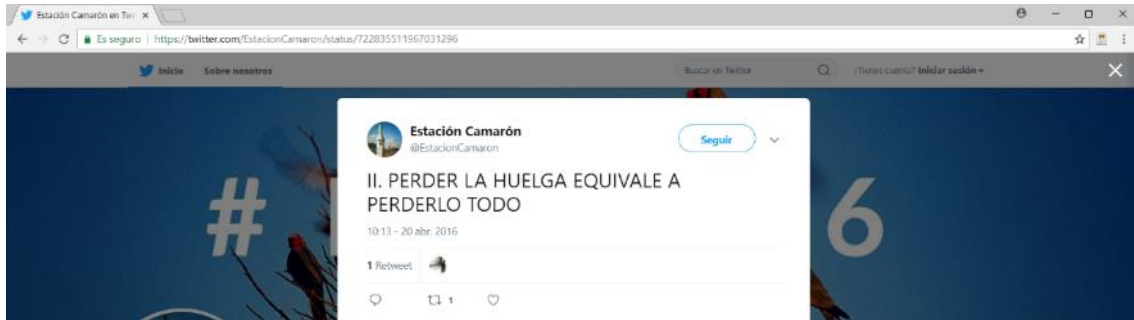 Estación Camarón en Twi
Es seguro | https://twitter.com/EstacionCamaron/status/722835511967031296
Inicio Sobre nosotros Buscar en Twitter ¿Tienes cuenta? Iniciar sesión
Estación Camarón
@EstacionCamaron
Seguir
II. PERDER LA HUELGA EQUIVALE A
PERDERLO TODO
10:13 - 20 abr. 2016
1 Retweet
1
# 6